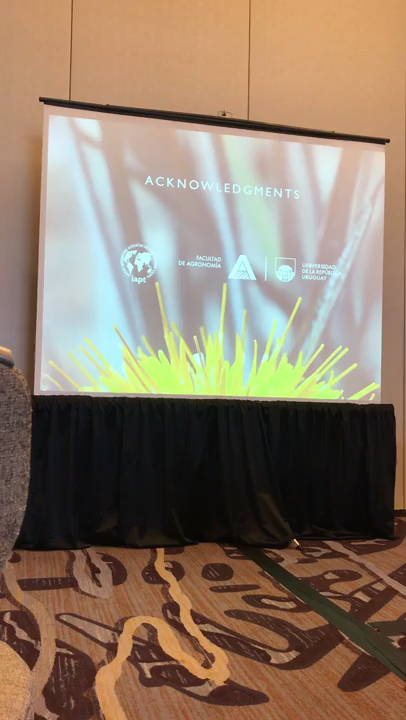 ACKNOWLEDGMENTS
iapt
FACULTAD
DE AGRONOMÍA
UNIVERSIDAD
DE LA REPÚBLICA
URUGUAY